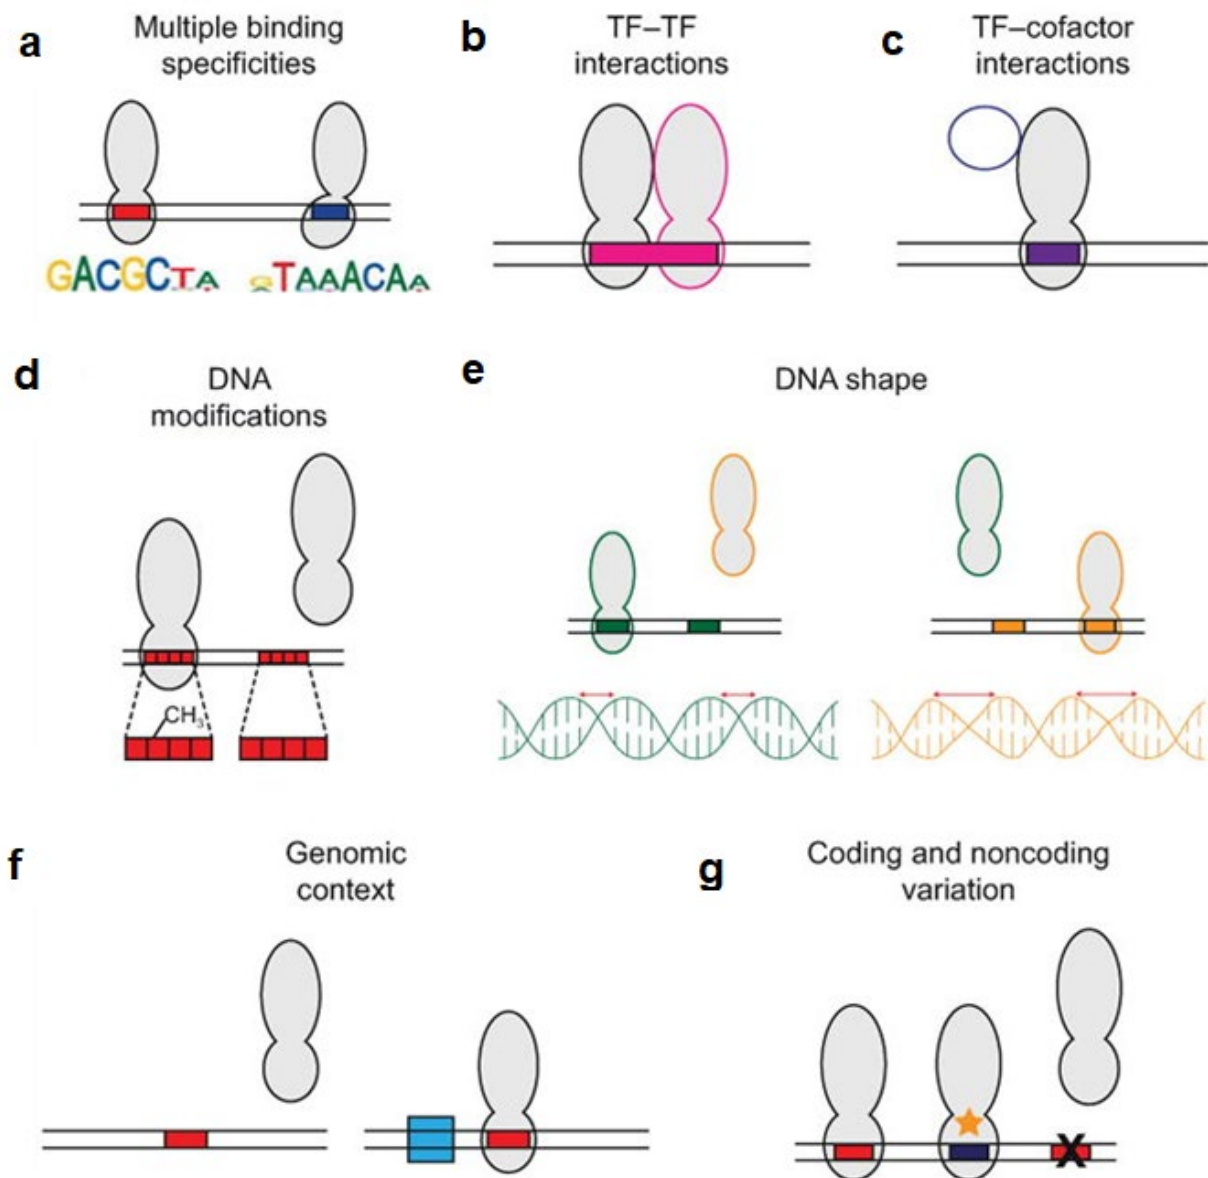 a
Multiple binding
specificities
b
TF–TF
interactions
c
TF–cofactor
interactions
GACGCTA
gTAAACAA
d
DNA
modifications
e
DNA shape
CH3
f
Genomic
context
g
Coding and noncoding
variation
X